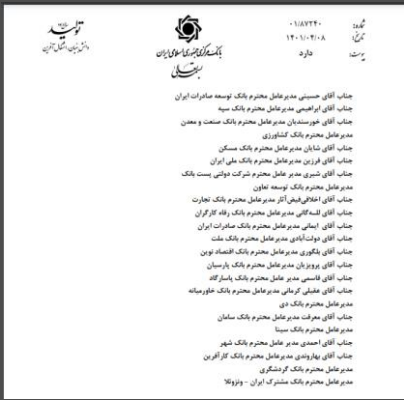 شماره: ۰۱/۸۷۲۴۰
تاریخ: ۱۴۰۱/۰۴/۰۸
پیوست: دارد
بانک مرکزی جمهوری اسلامی ایران
بسمه تعالی
تولید
دانش‌بنیان، اشتغال‌آفرین
جناب آقای حسینی مدیرعامل محترم بانک توسعه صادرات ایران
جناب آقای ابراهیمی مدیرعامل محترم بانک سپه
جناب آقای خورسندیان مدیرعامل محترم بانک صنعت و معدن
مدیرعامل محترم بانک کشاورزی
جناب آقای شایان مدیرعامل محترم بانک مسکن
جناب آقای فرزین مدیرعامل محترم بانک ملی ایران
جناب آقای شیری مدیر عامل محترم شرکت دولتی پست بانک
مدیرعامل محترم بانک توسعه تعاون
جناب آقای اخلاقی‌فیض‌آثار مدیرعامل محترم بانک تجارت
جناب آقای لله‌گانی مدیرعامل محترم بانک رفاه کارگران
جناب آقای ایمانی مدیرعامل محترم بانک صادرات ایران
جناب آقای دولت‌آبادی مدیرعامل محترم بانک ملت
جناب آقای بلگوری مدیرعامل محترم بانک اقتصاد نوین
جناب آقای پرویزیان مدیرعامل محترم بانک پارسیان
جناب آقای قاسمی مدیر عامل محترم بانک پاسارگاد
جناب آقای عقیلی کرمانی مدیرعامل محترم بانک خاورمیانه
مدیرعامل محترم بانک دی
جناب آقای معرفت مدیرعامل محترم بانک سامان
مدیرعامل محترم بانک سینا
جناب آقای احمدی مدیر عامل محترم بانک شهر
جناب آقای بهاروندی مدیرعامل محترم بانک کارآفرین
مدیرعامل محترم بانک گردشگری
مدیرعامل محترم بانک مشترک ایران - ونزوئلا